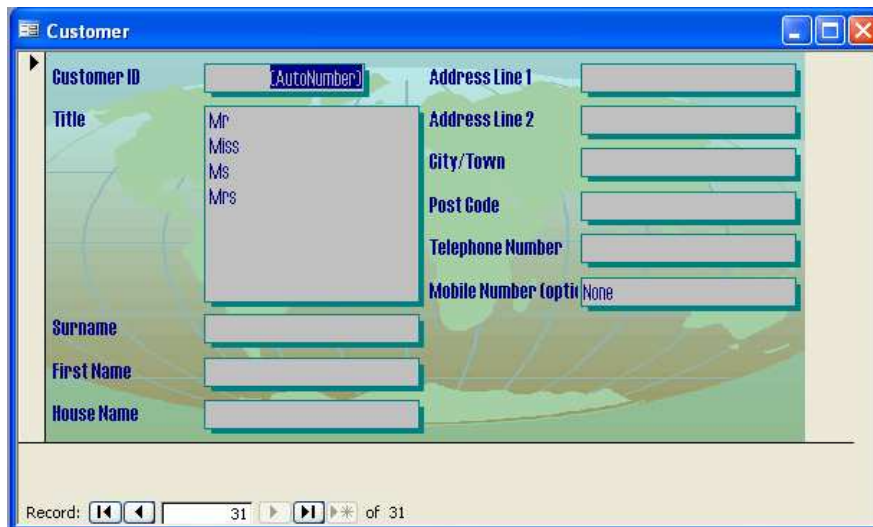 Customer
Customer ID
(AutoNumber)
Title
Mr
Miss
Ms
Mrs
Surname
First Name
House Name
Address Line 1
Address Line 2
City/Town
Post Code
Telephone Number
Mobile Number (optio
None
Record: 31 of 31